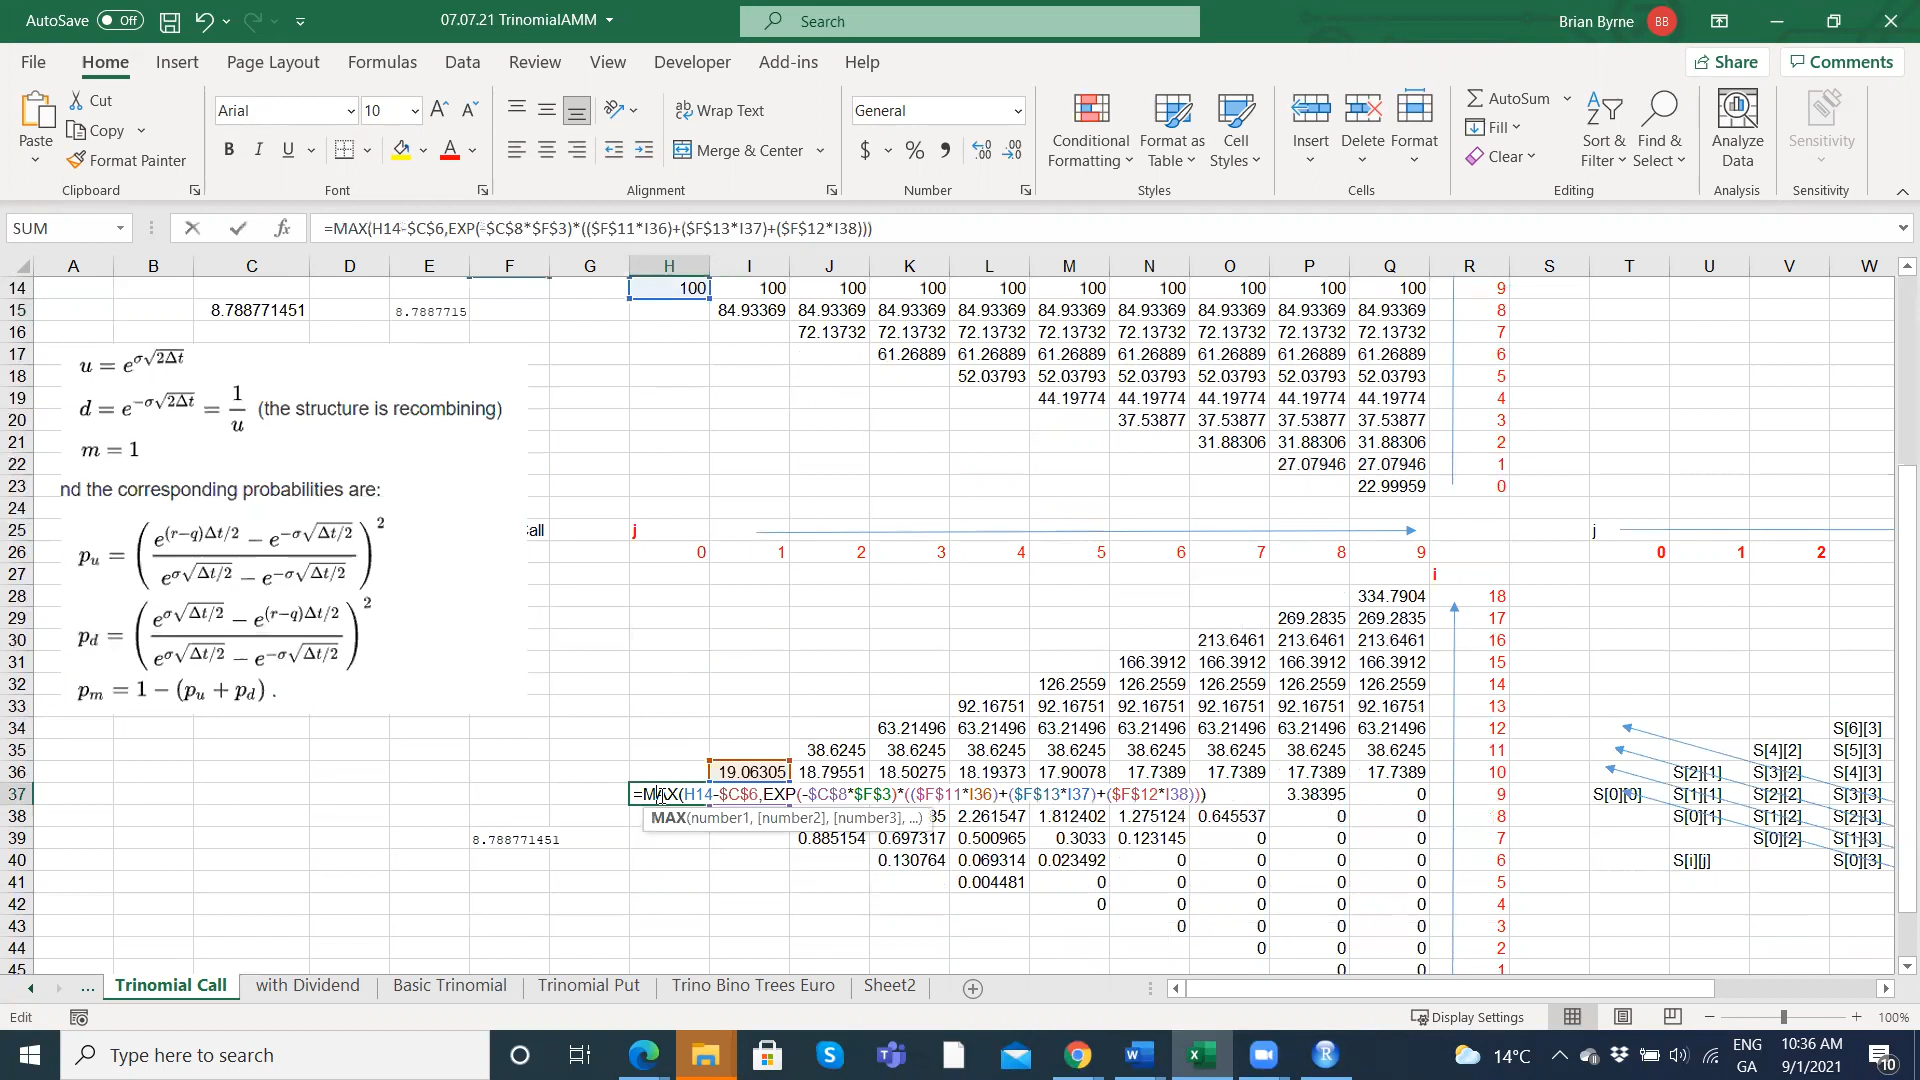 AutoSave Off 07.07.21 TrinomialAMM Search Brian Byrne BB
File Home Insert Page Layout Formulas Data Review View Developer Add-ins Help Share Comments
Paste Cut Copy Format Painter
Arial 10 B I U
Wrap Text Merge & Center
General $ % ,
Conditional Formatting Format as Table Cell Styles
Insert Delete Format
AutoSum Fill Clear Sort & Filter Find & Select
Analyze Data Sensitivity
Clipboard Font Alignment Number Styles Cells Editing Analysis Sensitivity
SUM fx =MAX(H14-$C$6,EXP(-$C$8*$F$3)*(($F$11*I36)+($F$13*I37)+($F$12*I38)))
A B C D E F G H I J K L M N O P Q R S T U V W
14 100 100 100 100 100 100 100 100 100 100 9
15 8.788771451 8.7887715 84.93369 84.93369 84.93369 84.93369 84.93369 84.93369 84.93369 84.93369 84.93369 8
16 72.13732 72.13732 72.13732 72.13732 72.13732 72.13732 72.13732 72.13732 7
17 61.26889 61.26889 61.26889 61.26889 61.26889 61.26889 61.26889 6
18 52.03793 52.03793 52.03793 52.03793 52.03793 52.03793 5
19 44.19774 44.19774 44.19774 44.19774 44.19774 4
20 37.53877 37.53877 37.53877 37.53877 3
21 31.88306 31.88306 31.88306 2
22 27.07946 27.07946 1
23 22.99959 0
24
25 Call j j
26 0 1 2 3 4 5 6 7 8 9 0 1 2
27 i
28 334.7904 18
29 269.2835 269.2835 17
30 213.6461 213.6461 213.6461 16
31 166.3912 166.3912 166.3912 166.3912 15
32 126.2559 126.2559 126.2559 126.2559 126.2559 14
33 92.16751 92.16751 92.16751 92.16751 92.16751 92.16751 13
34 63.21496 63.21496 63.21496 63.21496 63.21496 63.21496 63.21496 12 S[6][3]
35 38.6245 38.6245 38.6245 38.6245 38.6245 38.6245 38.6245 38.6245 11 S[4][2] S[5][3]
36 19.06305 18.79551 18.50275 18.19373 17.90078 17.7389 17.7389 17.7389 17.7389 10 S[2][1] S[3][2] S[4][3]
37 =MAX(H14-$C$6,EXP(-$C$8*$F$3)*(($F$11*I36)+($F$13*I37)+($F$12*I38))) 3.38395 0 9 S[0][0] S[1][1] S[2][2] S[3][3]
MAX(number1, [number2], [number3], ...)
38 2.261547 1.812402 1.275124 0.645537 0 0 8 S[0][1] S[1][2] S[2][3]
39 8.788771451 0.885154 0.697317 0.500965 0.3033 0.123145 0 0 0 7 S[0][2] S[1][3]
40 0.130764 0.069314 0.023492 0 0 0 0 6 S[i][j] S[0][3]
41 0.004481 0 0 0 0 0 5
42 0 0 0 0 0 4
43 0 0 0 0 3
44 0 0 0 2
45 0 0 1
u = e^{σ√2Δt}
d = e^{−σ√2Δt} = 1/u (the structure is recombining)
m = 1
nd the corresponding probabilities are:
p_u = ((e^{(r−q)Δt/2} − e^{−σ√Δt/2}) / (e^{σ√Δt/2} − e^{−σ√Δt/2}))^2
p_d = ((e^{σ√Δt/2} − e^{(r−q)Δt/2}) / (e^{σ√Δt/2} − e^{−σ√Δt/2}))^2
p_m = 1 − (p_u + p_d) .
... Trinomial Call with Dividend Basic Trinomial Trinomial Put Trino Bino Trees Euro Sheet2
Edit Display Settings 100%
Type here to search 14°C ENG GA 10:36 AM 9/1/2021 10